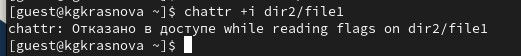 [guest@kgkrasnova ~]$ chattr +i dir2/file1
chattr: Отказано в доступе while reading flags on dir2/file1
[guest@kgkrasnova ~]$